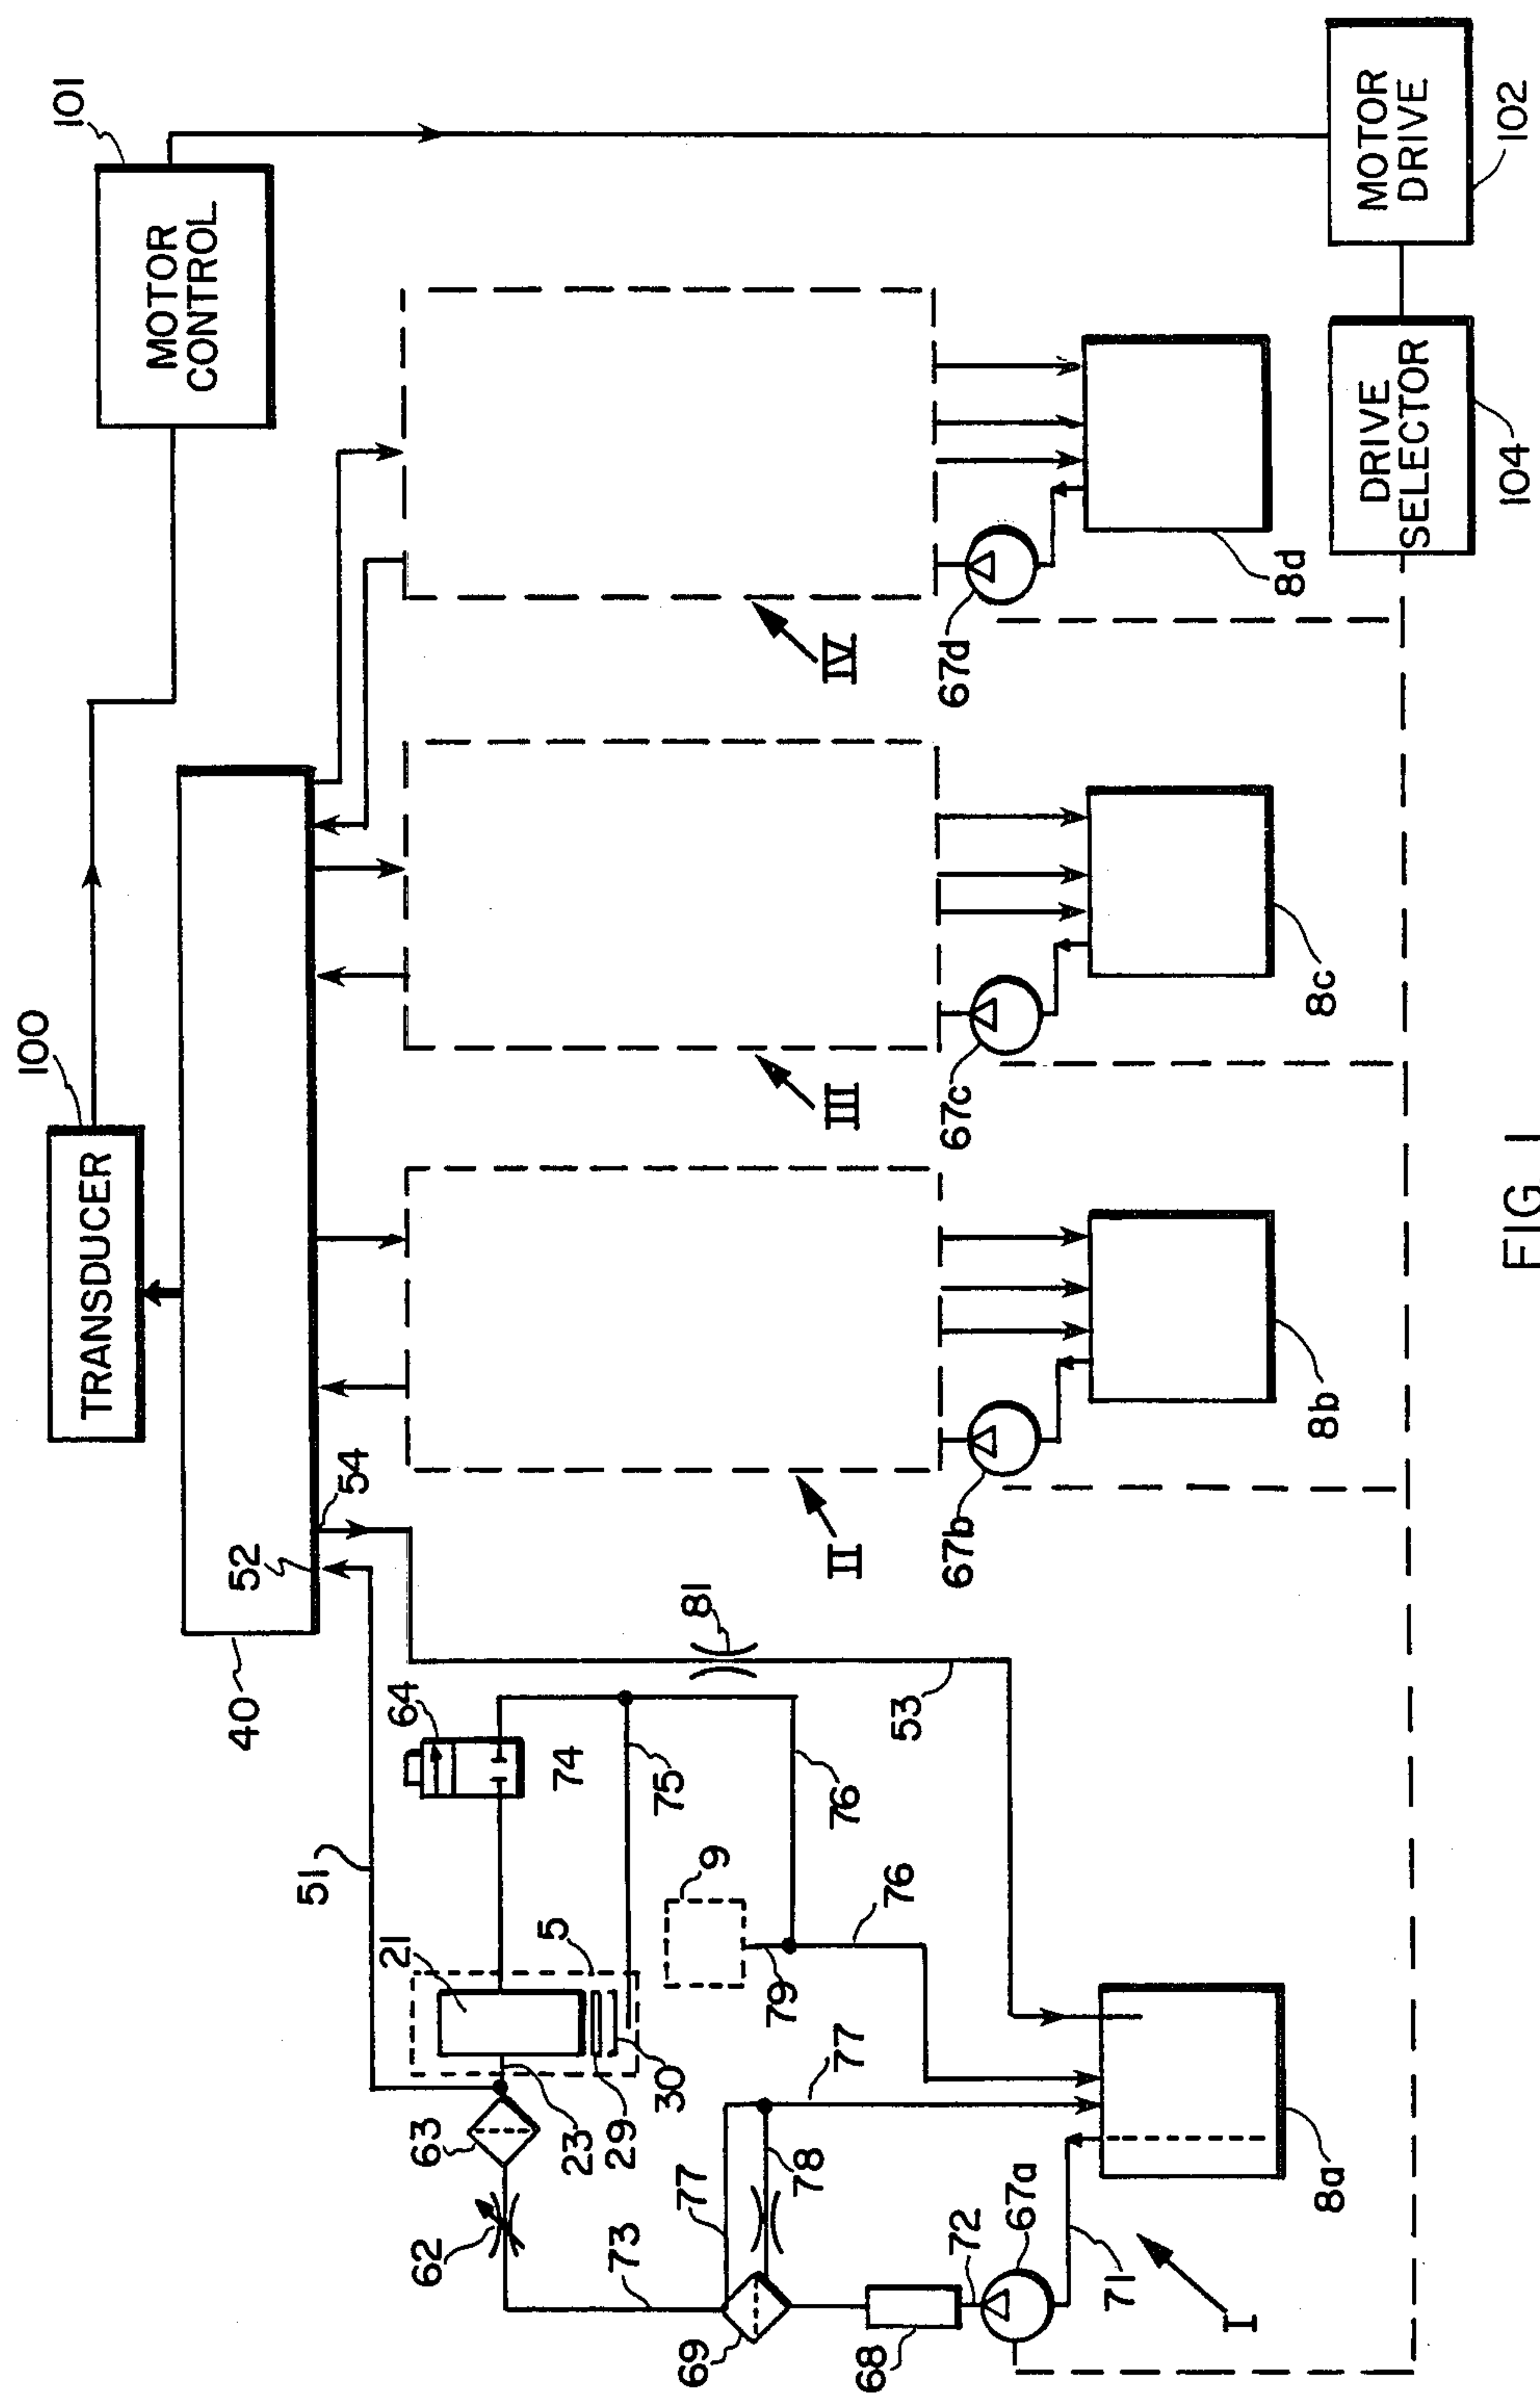 TRANSDUCER
100
MOTOR
CONTROL
101
40
52
54
51
63
62
21
23
5
29
30
64
74
75
76
81
53
9
79
76
73
77
77
78
69
68
72
67a
71
I
8a
II
67b
8b
III
67c
8c
IV
67d
8d
DRIVE
SELECTOR
104
MOTOR
DRIVE
102
FIG 1